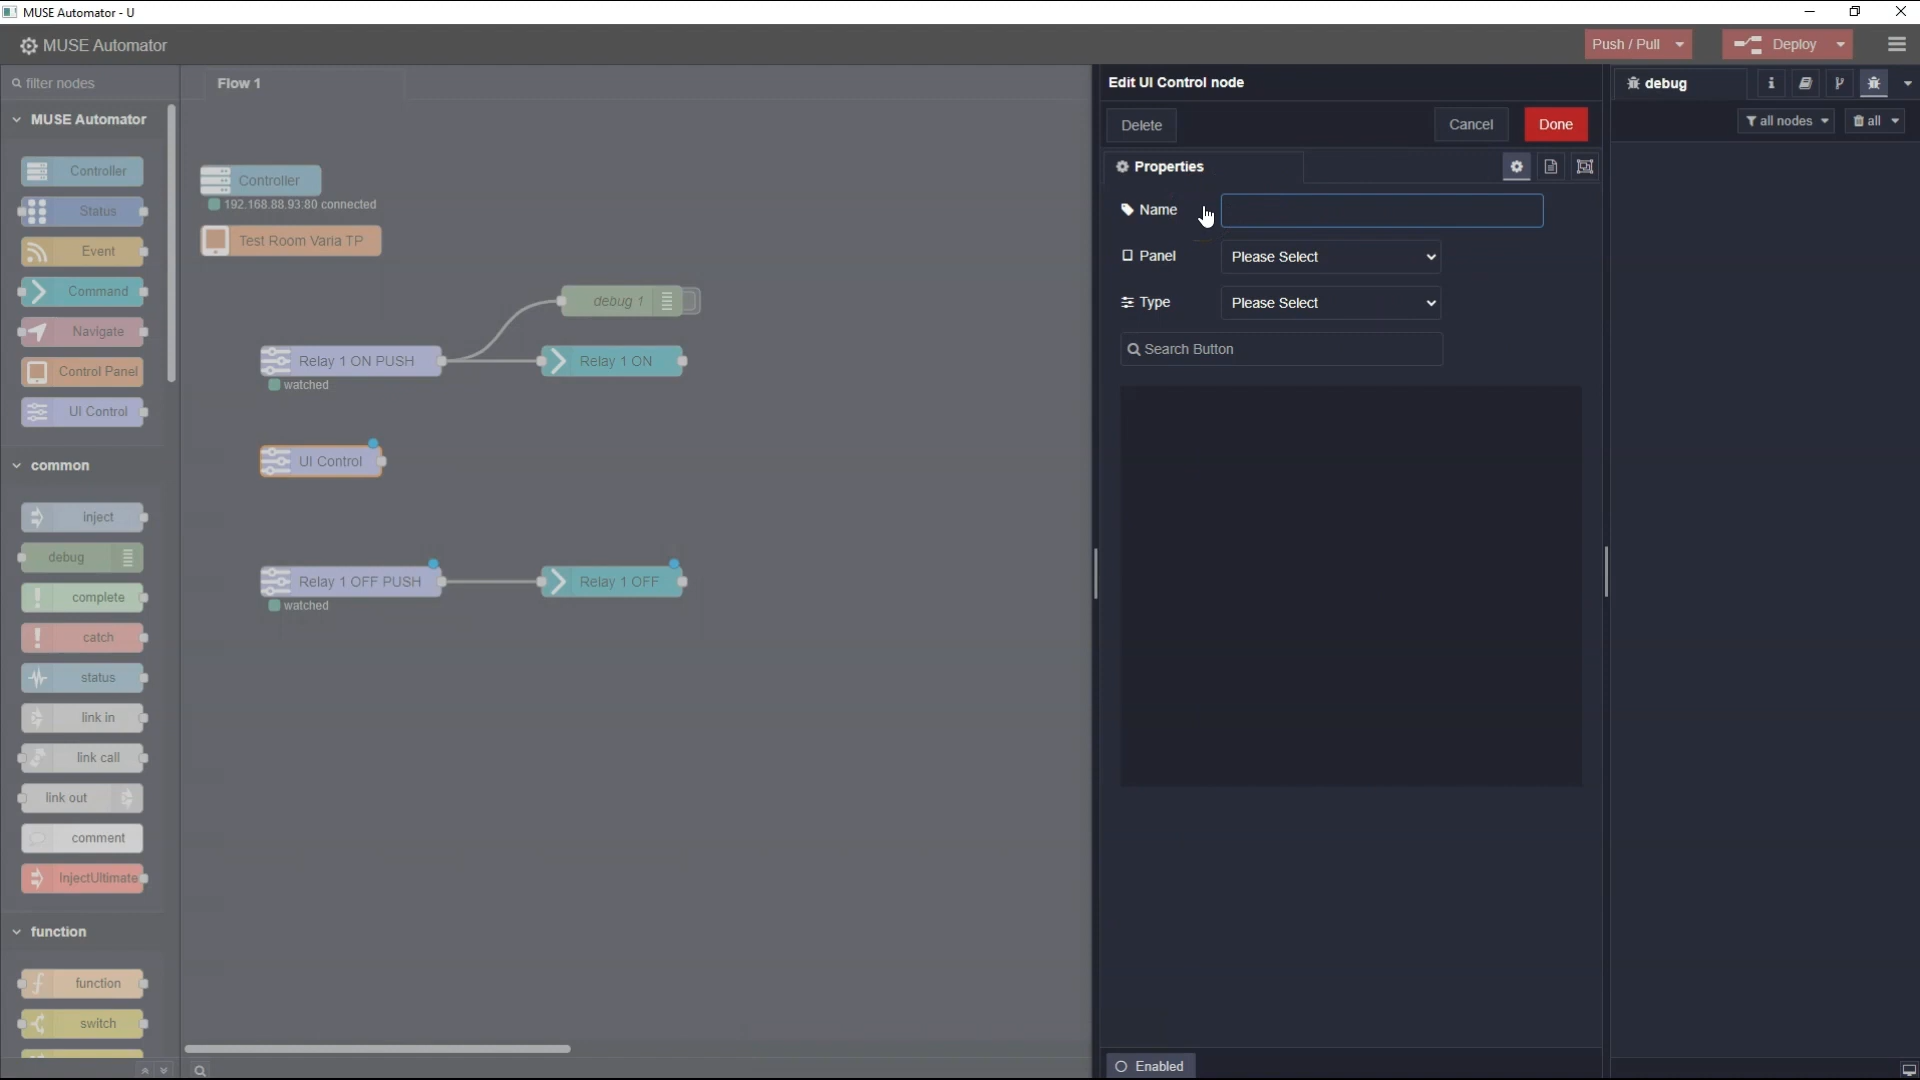 MUSE Automator - U
MUSE Automator
Push / Pull
Deploy
filter nodes
Flow 1
Edit UI Control node
debug
Delete
Cancel
Done
all nodes
all
MUSE Automator
Controller
Status
Event
Command
Navigate
Control Panel
UI Control
common
inject
debug
complete
catch
status
link in
link call
link out
comment
InjectUltimate
function
function
switch
Controller
192.168.88.93:80 connected
Test Room Varia TP
debug 1
Relay 1 ON PUSH
Relay 1 ON
watched
UI Control
Relay 1 OFF PUSH
Relay 1 OFF
watched
Properties
Name
Panel
Please Select
Type
Please Select
Search Button
Enabled